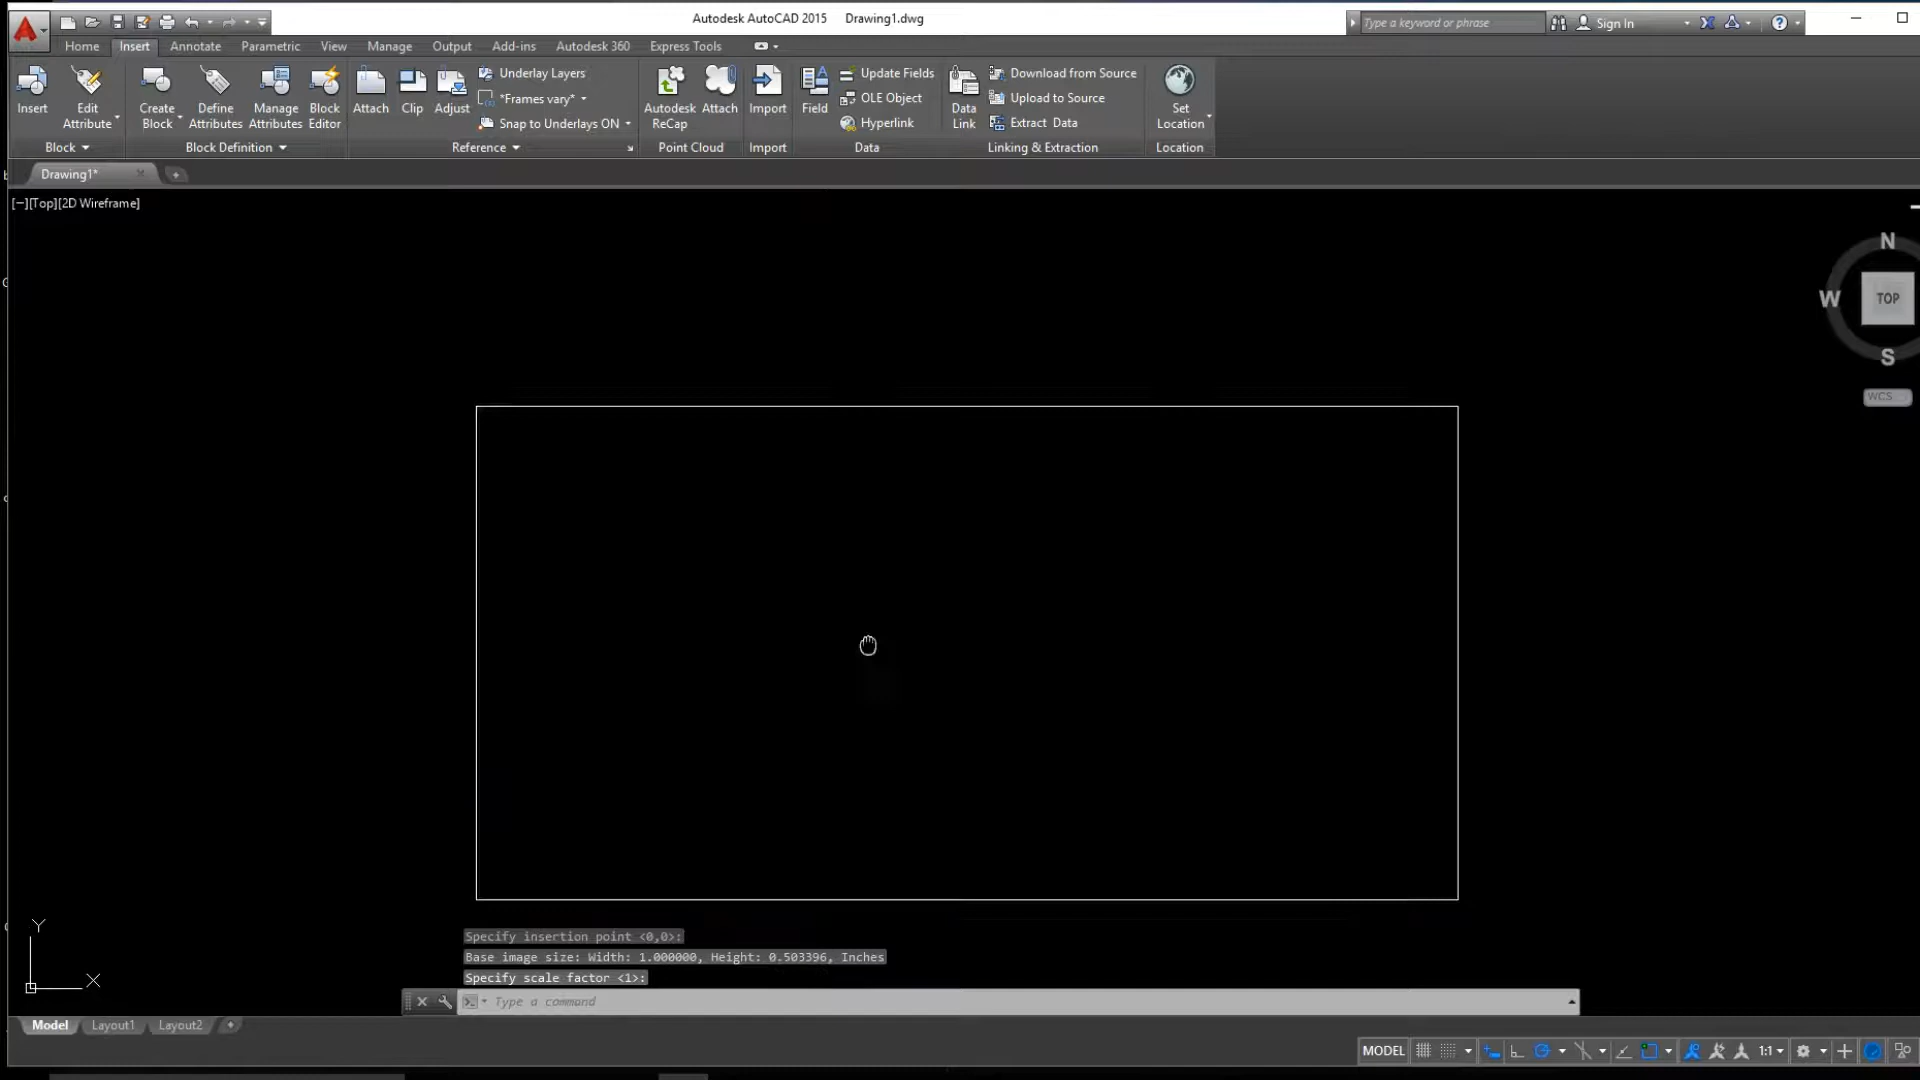 Autodesk AutoCAD 2015 Drawing1.dwg
Type a keyword or phrase
Sign In
Home Insert Annotate Parametric View Manage Output Add-ins Autodesk 360 Express Tools
Insert
Edit Attribute
Block
Create Block
Define Attributes
Manage Attributes
Block Editor
Block Definition
Attach
Clip
Adjust
Underlay Layers
*Frames vary*
Snap to Underlays ON
Reference
Autodesk ReCap
Attach
Point Cloud
Import
Import
Field
Update Fields
OLE Object
Hyperlink
Data
Data Link
Download from Source
Upload to Source
Extract Data
Linking & Extraction
Set Location
Location
Drawing1*
[−][Top][2D Wireframe]
N
W
TOP
S
WCS
Y
X
Specify insertion point <0,0>:
Base image size: Width: 1.000000, Height: 0.503396, Inches
Specify scale factor <1>:
Type a command
Model Layout1 Layout2
MODEL
1:1